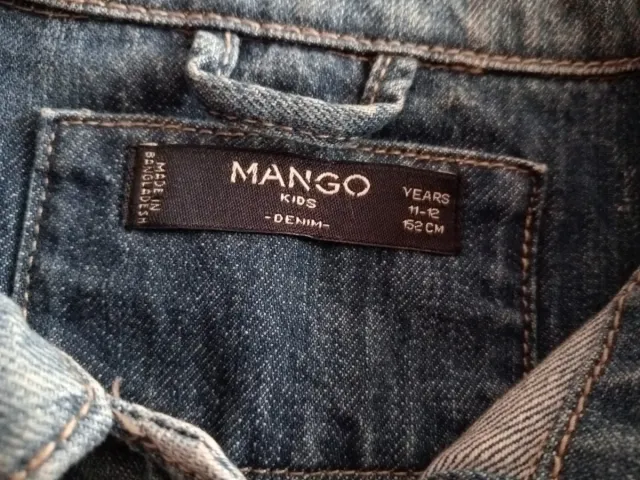 MADE IN
BANGLADESH
MANGO
KIDS
-DENIM-
YEARS
11-12
152 CM